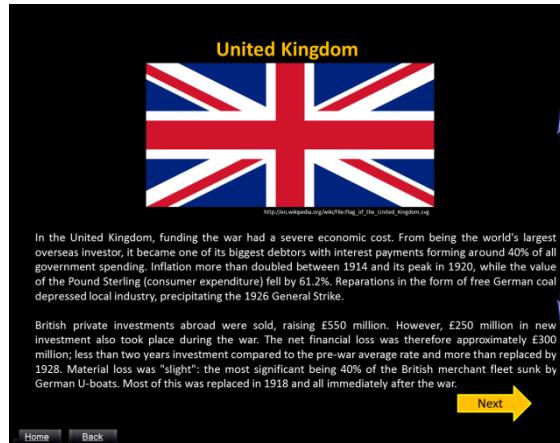 United Kingdom
http://en.wikipedia.org/wiki/File:Flag_of_the_United_Kingdom.svg
In the United Kingdom, funding the war had a severe economic cost. From being the world's largest
overseas investor, it became one of its biggest debtors with interest payments forming around 40% of all
government spending. Inflation more than doubled between 1914 and its peak in 1920, while the value
of the Pound Sterling (consumer expenditure) fell by 61.2%. Reparations in the form of free German coal
depressed local industry, precipitating the 1926 General Strike.
British private investments abroad were sold, raising £550 million. However, £250 million in new
investment also took place during the war. The net financial loss was therefore approximately £300
million; less than two years investment compared to the pre-war average rate and more than replaced by
1928. Material loss was "slight": the most significant being 40% of the British merchant fleet sunk by
German U-boats. Most of this was replaced in 1918 and all immediately after the war.
Next
Home Back